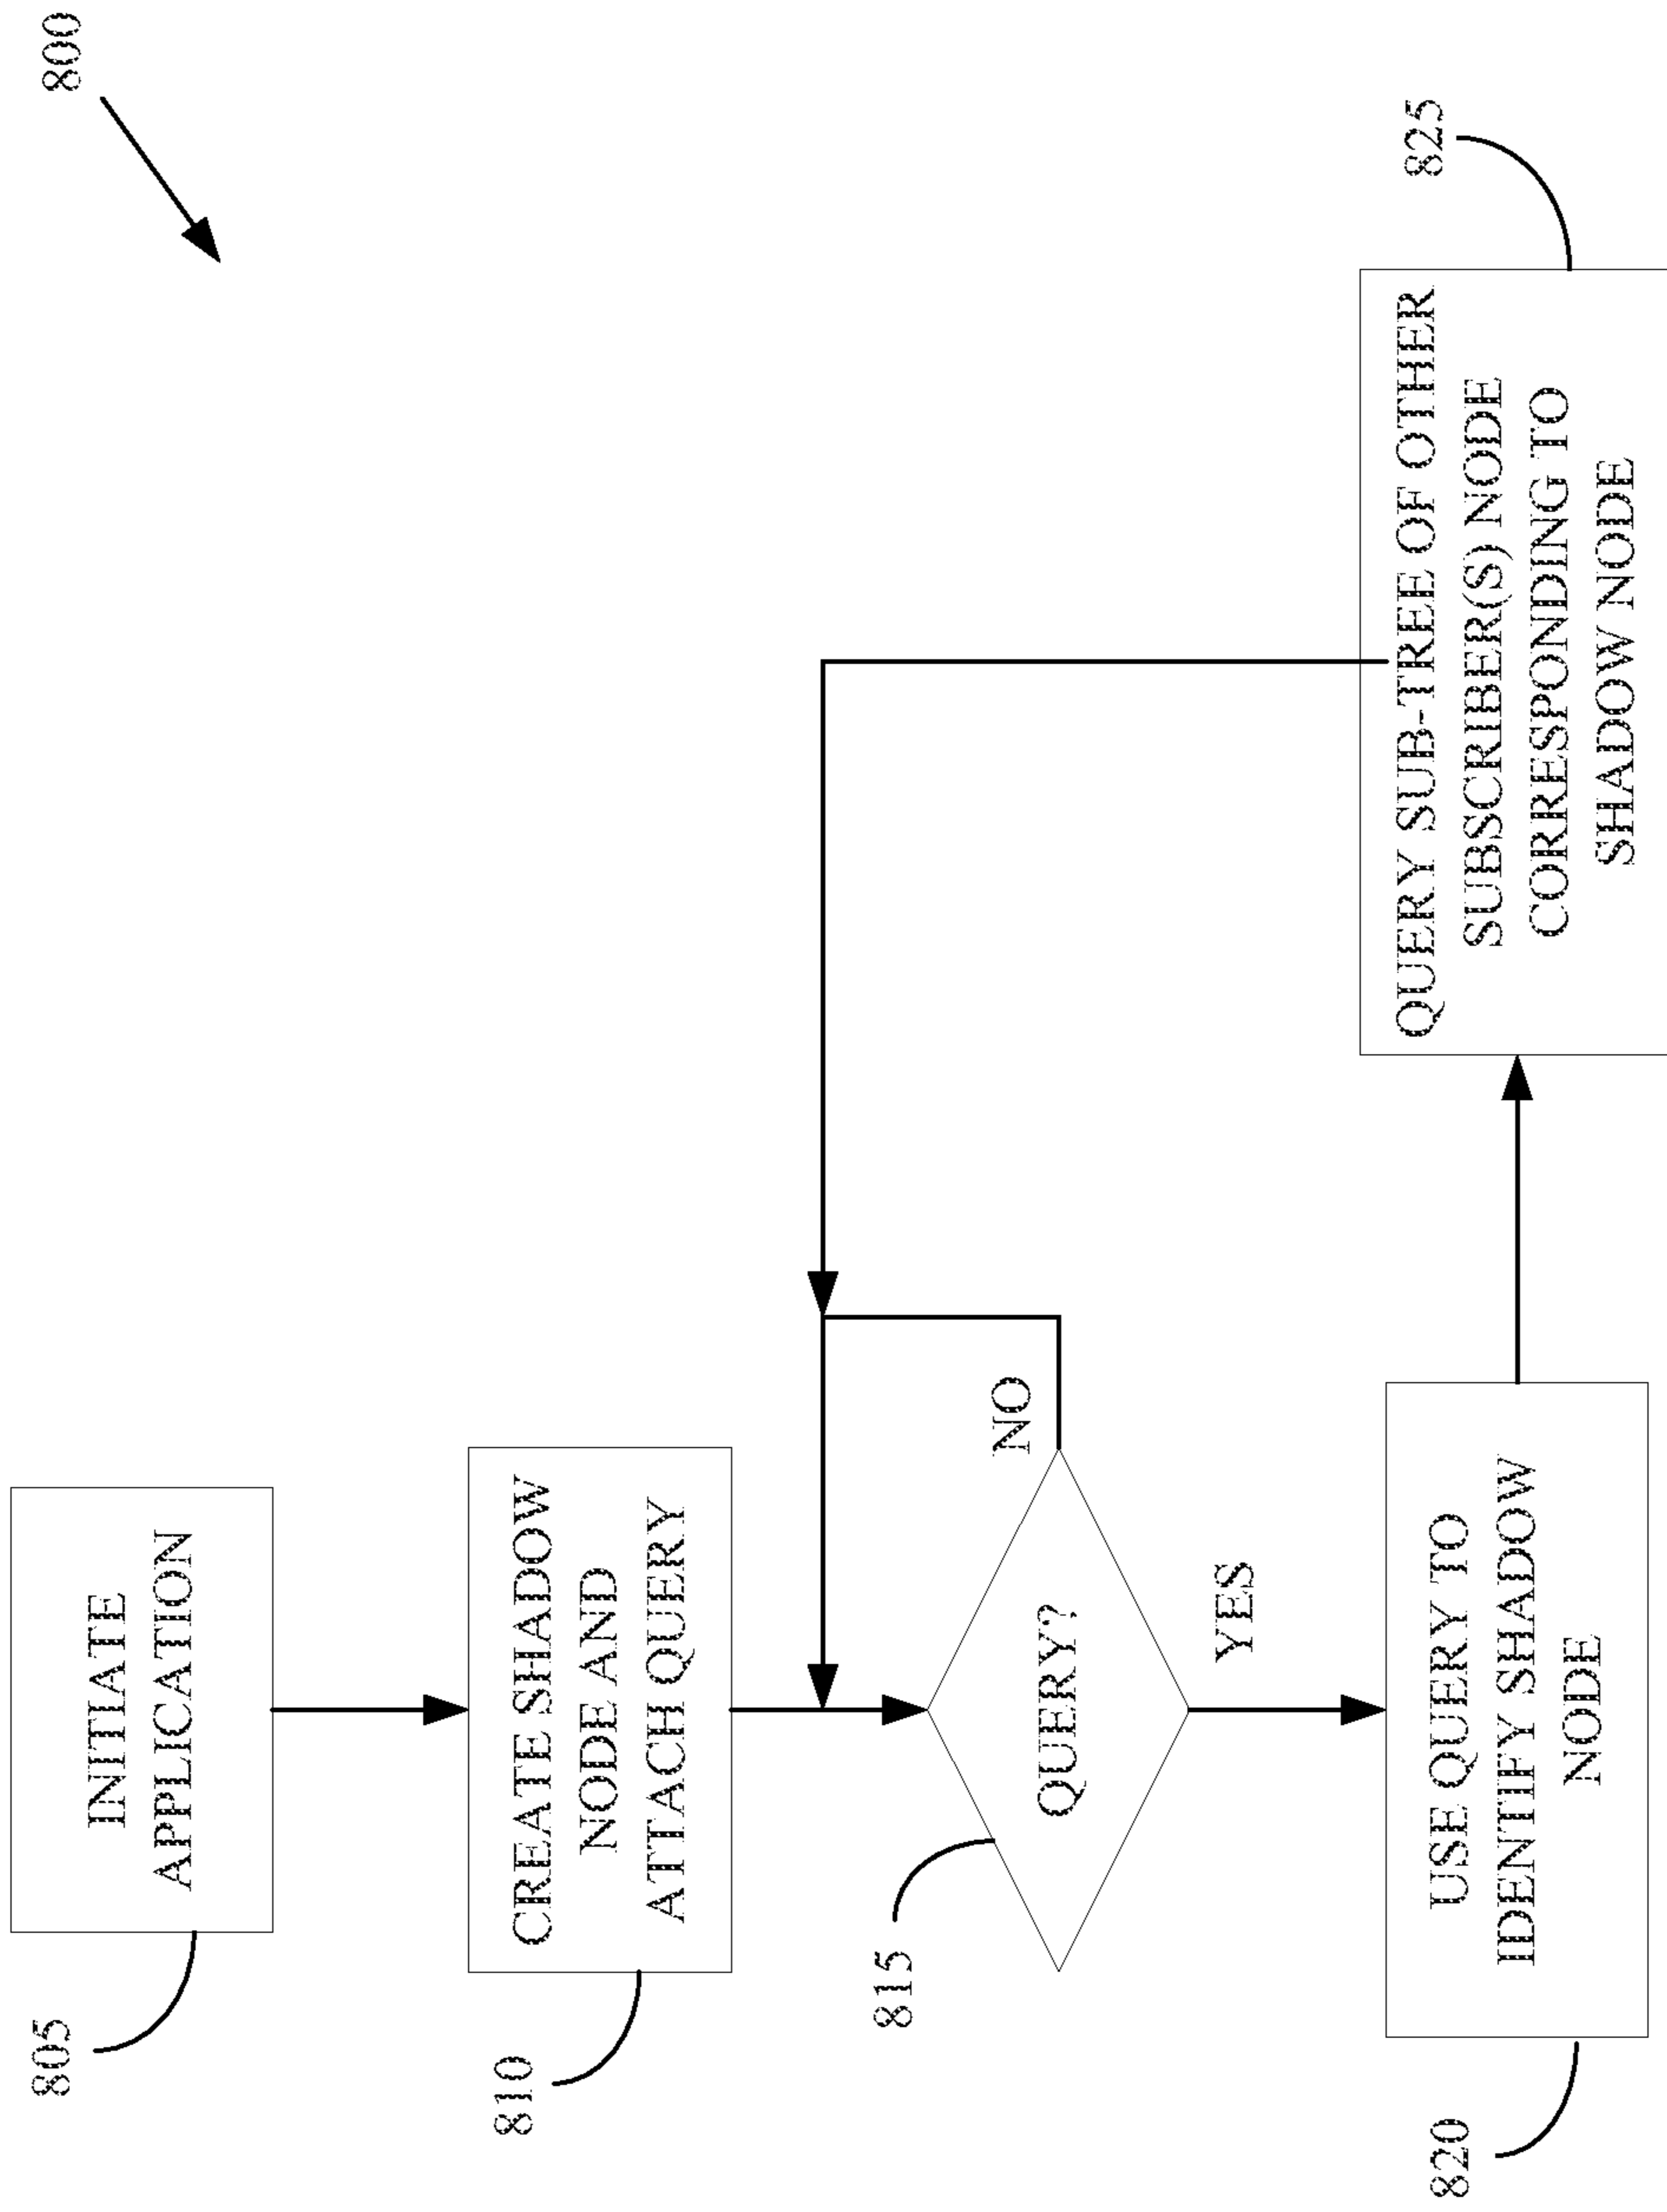 800
805
INITIATE
APPLICATION
810
CREATE SHADOW
NODE AND
ATTACH QUERY
815
QUERY?
NO
YES
820
USE QUERY TO
IDENTIFY SHADOW
NODE
825
QUERY SUB-TREE OF OTHER
SUBSCRIBER(S) NODE
CORRESPONDING TO
SHADOW NODE